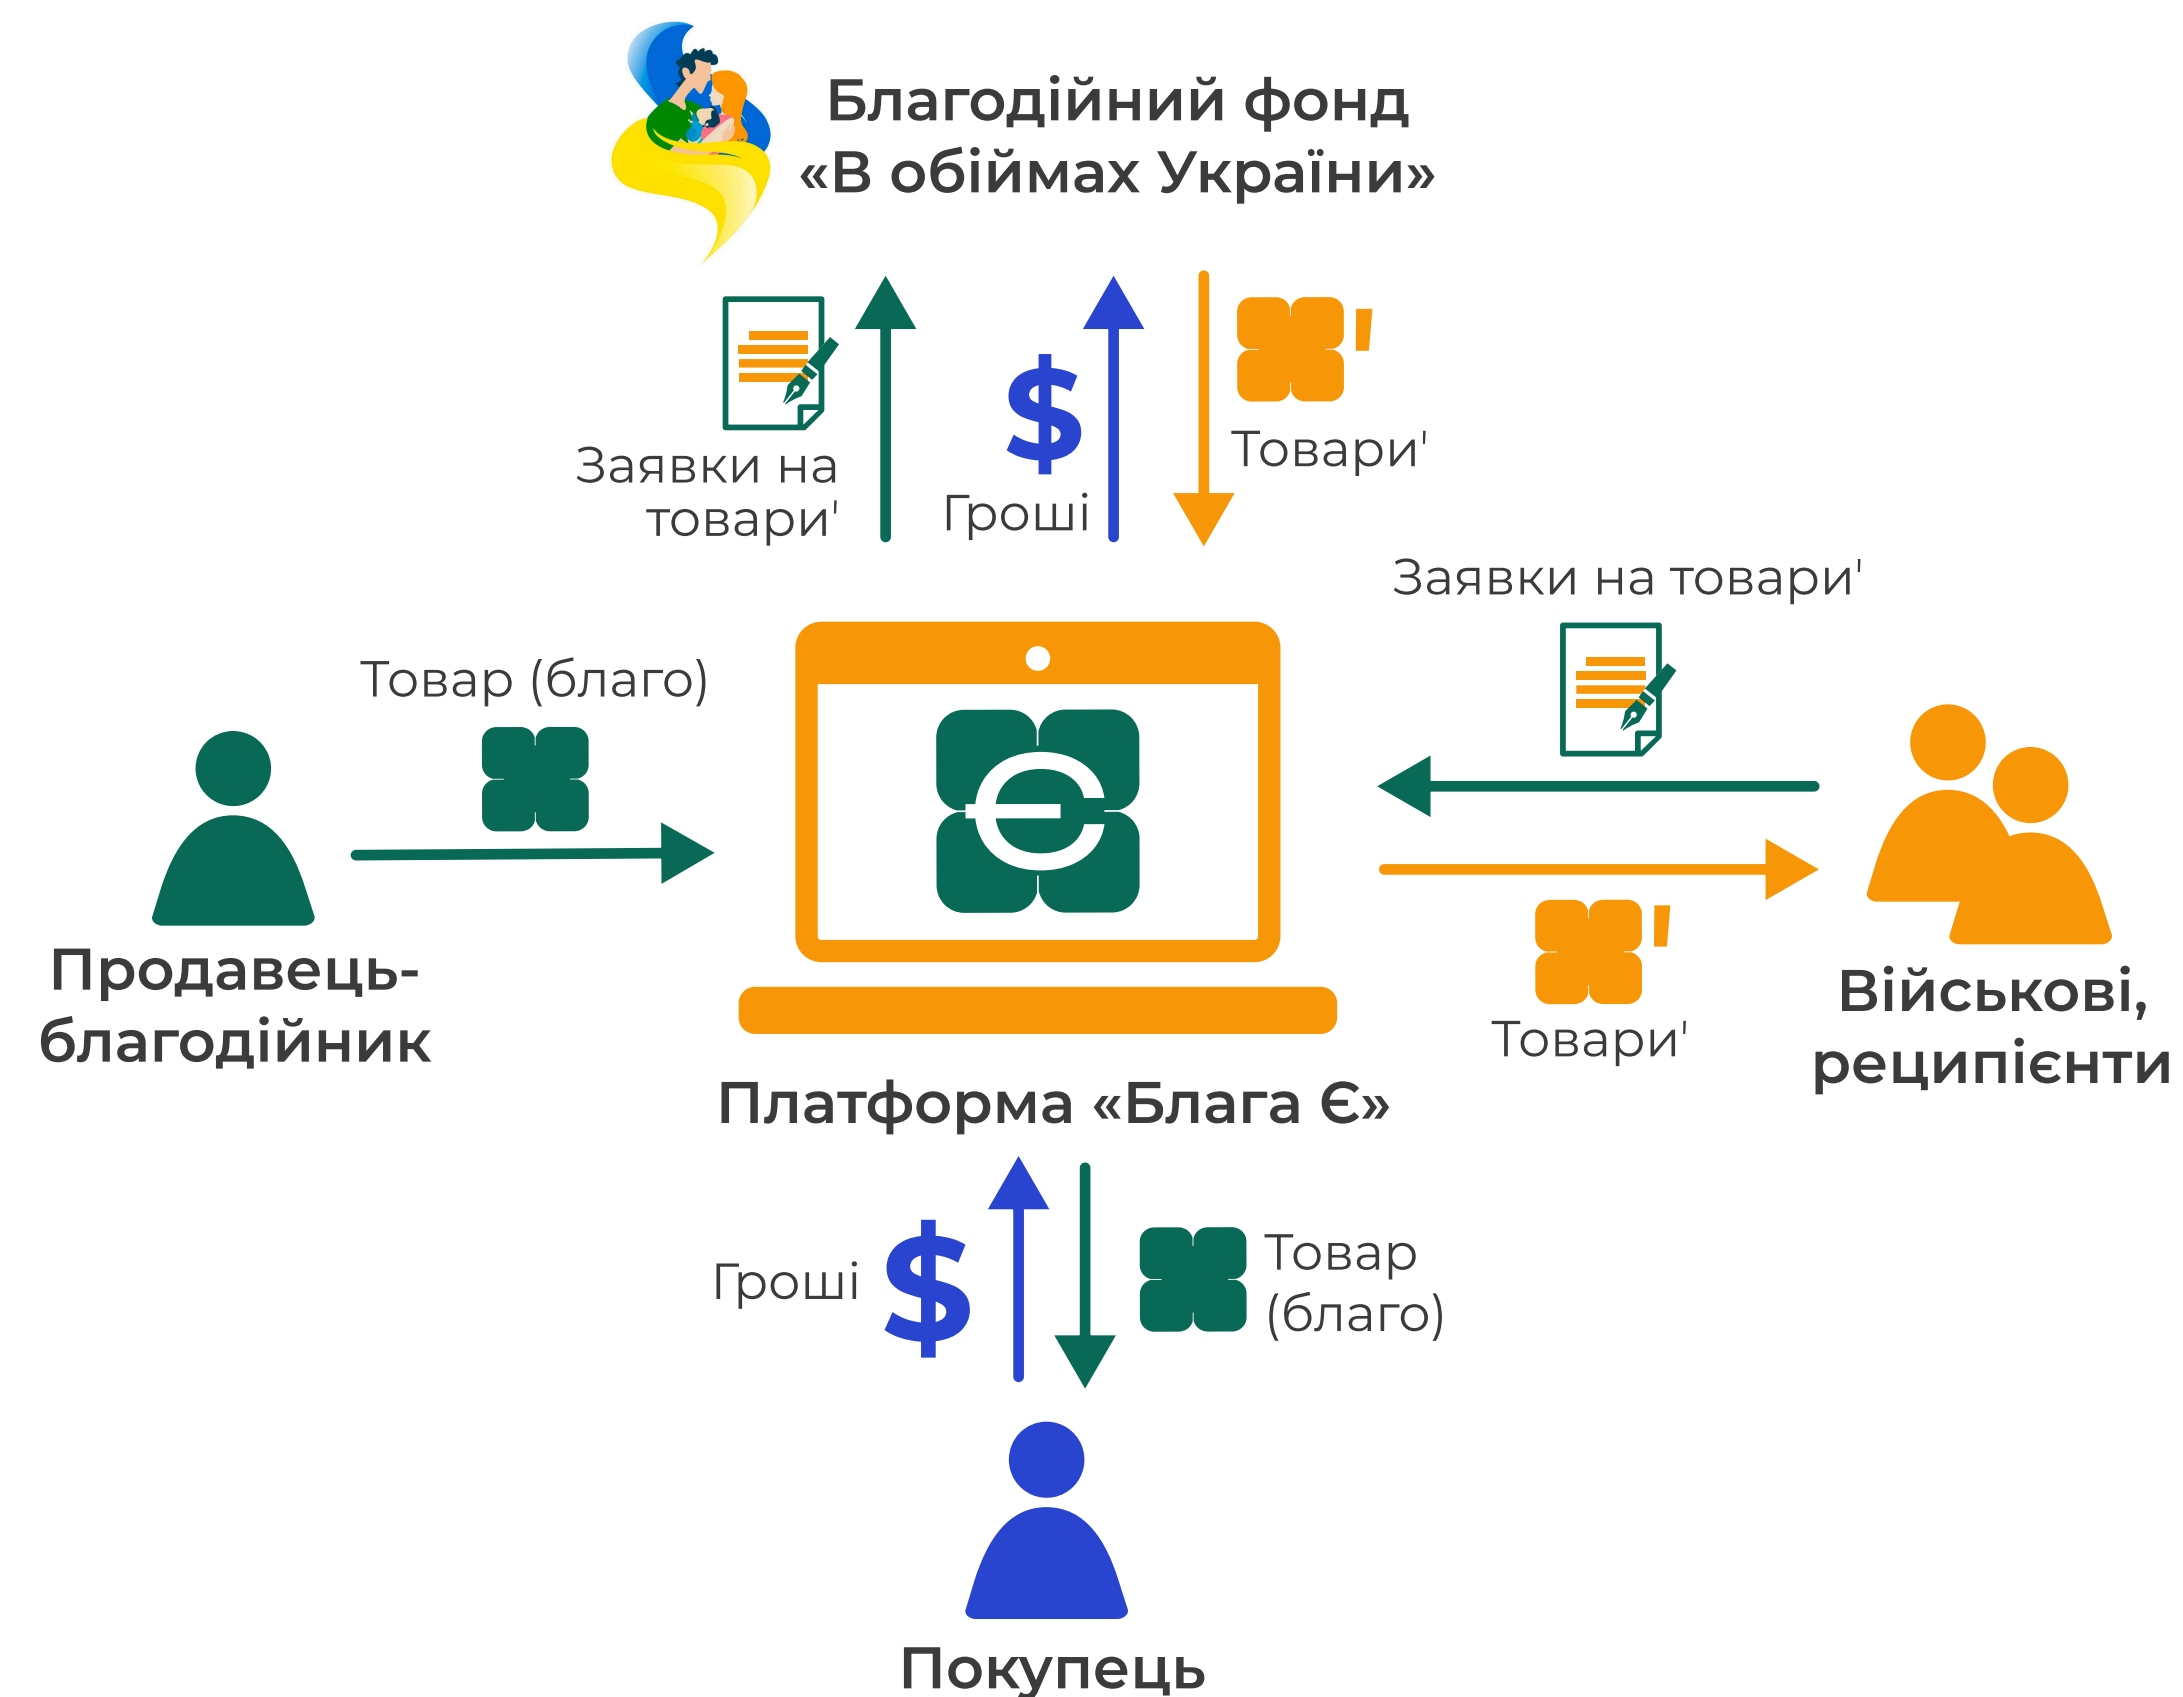 Благодійний фонд
«В обіймах України»
Заявки на
товари'
$
Гроші
'
Товари'
Заявки на товари'
Товар (благо)
Є
'
Товари'
Продавець-
благодійник
Військові,
реципієнти
Платформа «Блага Є»
Гроші
$
Товар
(благо)
Покупець